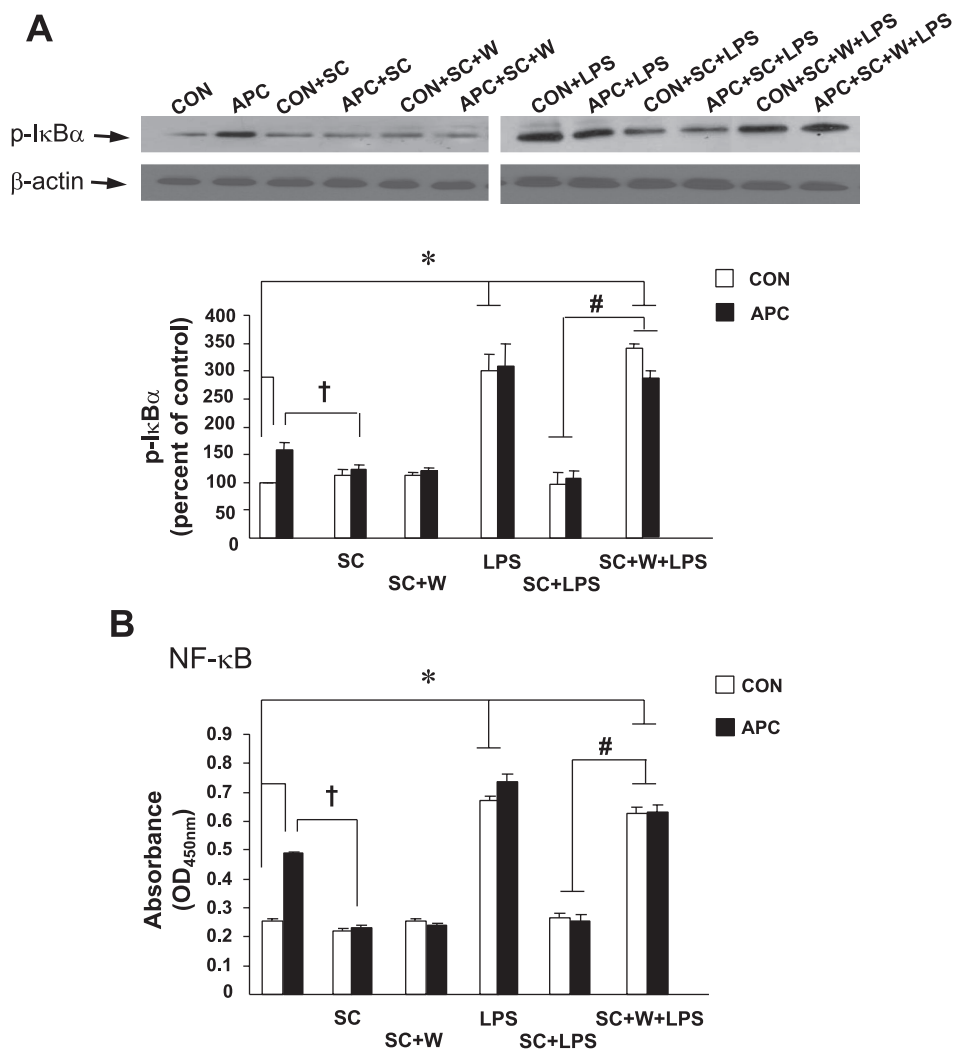 A
CON
APC
CON+SC
APC+SC
CON+SC+W
APC+SC+W
CON+LPS
APC+LPS
CON+SC+LPS
APC+SC+LPS
CON+SC+W+LPS
APC+SC+W+LPS
p-IκBα
β-actin
*
CON
APC
#
†
p-IκBα
(percent of control)
400
350
300
250
200
150
100
50
0
SC
SC+W
LPS
SC+LPS
SC+W+LPS
B
NF-κB
*
CON
APC
#
†
Absorbance
(OD450nm)
0.9
0.8
0.7
0.6
0.5
0.4
0.3
0.2
0.1
0
SC
SC+W
LPS
SC+LPS
SC+W+LPS